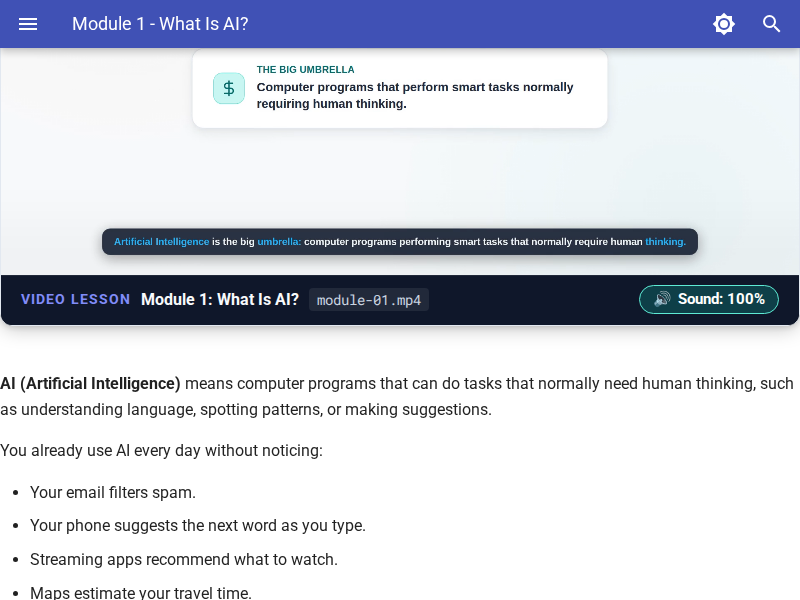 Module 1 - What Is AI?
THE BIG UMBRELLA
$
Computer programs that perform smart tasks normally
requiring human thinking.
Artificial Intelligence is the big umbrella: computer programs performing smart tasks that normally require human thinking.
VIDEO LESSON Module 1: What Is AI? module-01.mp4
🔊 Sound: 100%
AI (Artificial Intelligence) means computer programs that can do tasks that normally need human thinking, such
as understanding language, spotting patterns, or making suggestions.
You already use AI every day without noticing:
• Your email filters spam.
• Your phone suggests the next word as you type.
• Streaming apps recommend what to watch.
• Maps estimate your travel time.